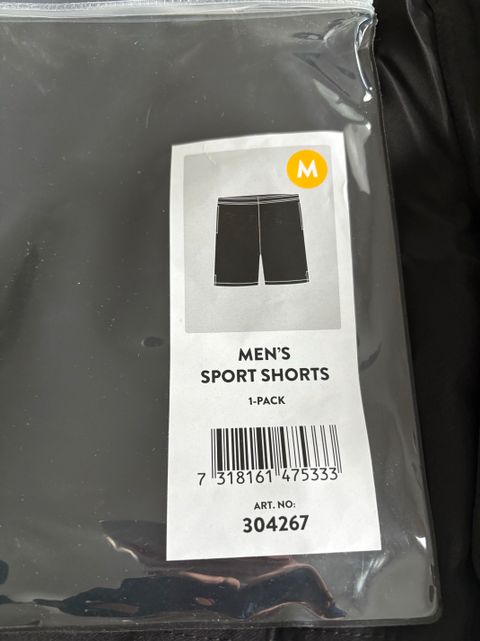 M
MEN'S
SPORT SHORTS
1-PACK
7 318161 475333
ART. NO:
304267